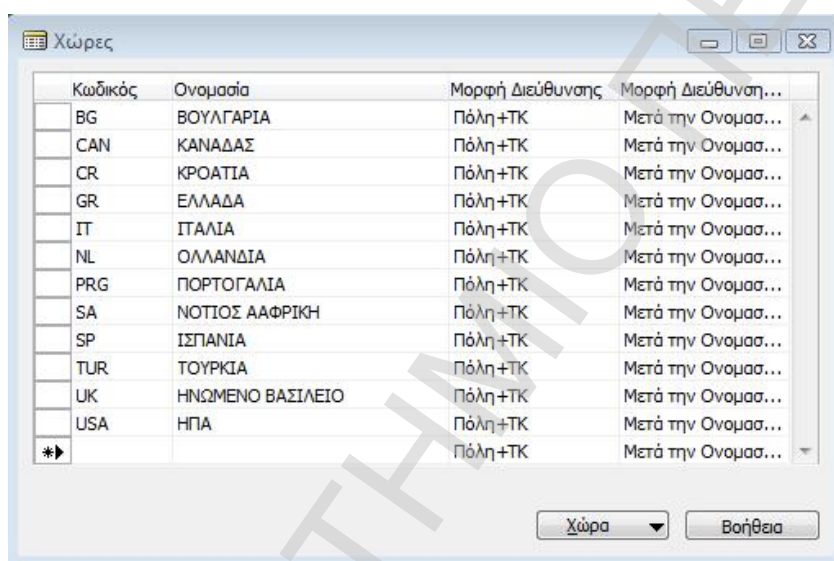 Χώρες
Κωδικός Ονομασία Μορφή Διεύθυνσης Μορφή Διεύθυνση...
BG ΒΟΥΛΓΑΡΙΑ Πόλη+ΤΚ Μετά την Ονομασ...
CAN ΚΑΝΑΔΑΣ Πόλη+ΤΚ Μετά την Ονομασ...
CR ΚΡΟΑΤΙΑ Πόλη+ΤΚ Μετά την Ονομασ...
GR ΕΛΛΑΔΑ Πόλη+ΤΚ Μετά την Ονομασ...
IT ΙΤΑΛΙΑ Πόλη+ΤΚ Μετά την Ονομασ...
NL ΟΛΛΑΝΔΙΑ Πόλη+ΤΚ Μετά την Ονομασ...
PRG ΠΟΡΤΟΓΑΛΙΑ Πόλη+ΤΚ Μετά την Ονομασ...
SA ΝΟΤΙΟΣ ΑΑΦΡΙΚΗ Πόλη+ΤΚ Μετά την Ονομασ...
SP ΙΣΠΑΝΙΑ Πόλη+ΤΚ Μετά την Ονομασ...
TUR ΤΟΥΡΚΙΑ Πόλη+ΤΚ Μετά την Ονομασ...
UK ΗΝΩΜΕΝΟ ΒΑΣΙΛΕΙΟ Πόλη+ΤΚ Μετά την Ονομασ...
USA ΗΠΑ Πόλη+ΤΚ Μετά την Ονομασ...
Πόλη+ΤΚ Μετά την Ονομασ...
Χώρα Βοήθεια